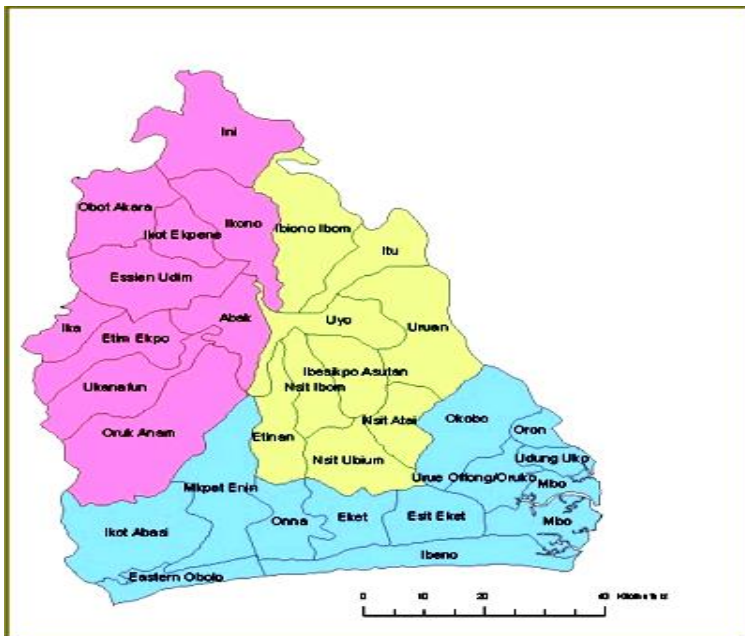 Ini
Obot Akara
Ikot Ekpene
Ikono
Ibiono Ibom
Itu
Essien Udim
Ika
Etim Ekpo
Abak
Uyo
Uruan
Ibesikpo Asutan
Nsit Ibom
Ukanafun
Oruk Anam
Etinan
Nsit Atai
Nsit Ubium
Okobo
Oron
Udung Uko
Urue Offong/Oruko
Mbo
Mkpat Enin
Mbo
Ikot Abasi
Onna
Eket
Esit Eket
Ibeno
Eastern Obolo
0 10 20 40 Kilometers